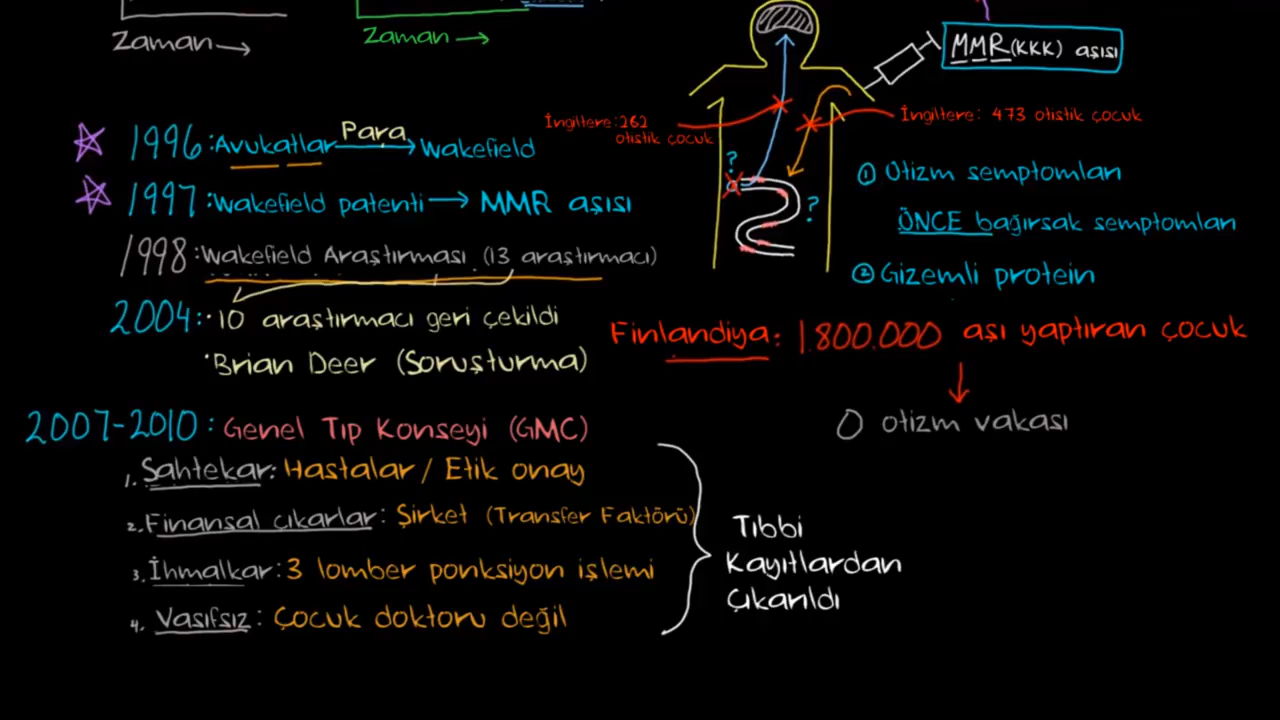 Zaman
Zaman
MMR (KKK) aşısı
İngiltere: 262
otistik çocuk
İngiltere: 473 otistik çocuk
?
?
1996: Avukatlar Para Wakefield
1997: Wakefield patenti → MMR aşısı
1998: Wakefield Araştırması (13 araştırmacı)
2004: • 10 araştırmacı geri çekildi
• Brian Deer (Soruşturma)
① Otizm semptomları
ÖNCE bağırsak semptomları
② Gizemli protein
Finlandiya: 1.800.000 aşı yaptıran çocuk
0 otizm vakası
2007-2010: Genel Tıp Konseyi (GMC)
1. Sahtekar: Hastalar / Etik onay
2. Finansal çıkarlar: Şirket (Transfer Faktörü)
3. İhmalkar: 3 lomber ponksiyon işlemi
4. Vasıfsız: Çocuk doktoru değil
Tıbbi
Kayıtlardan
Çıkarıldı